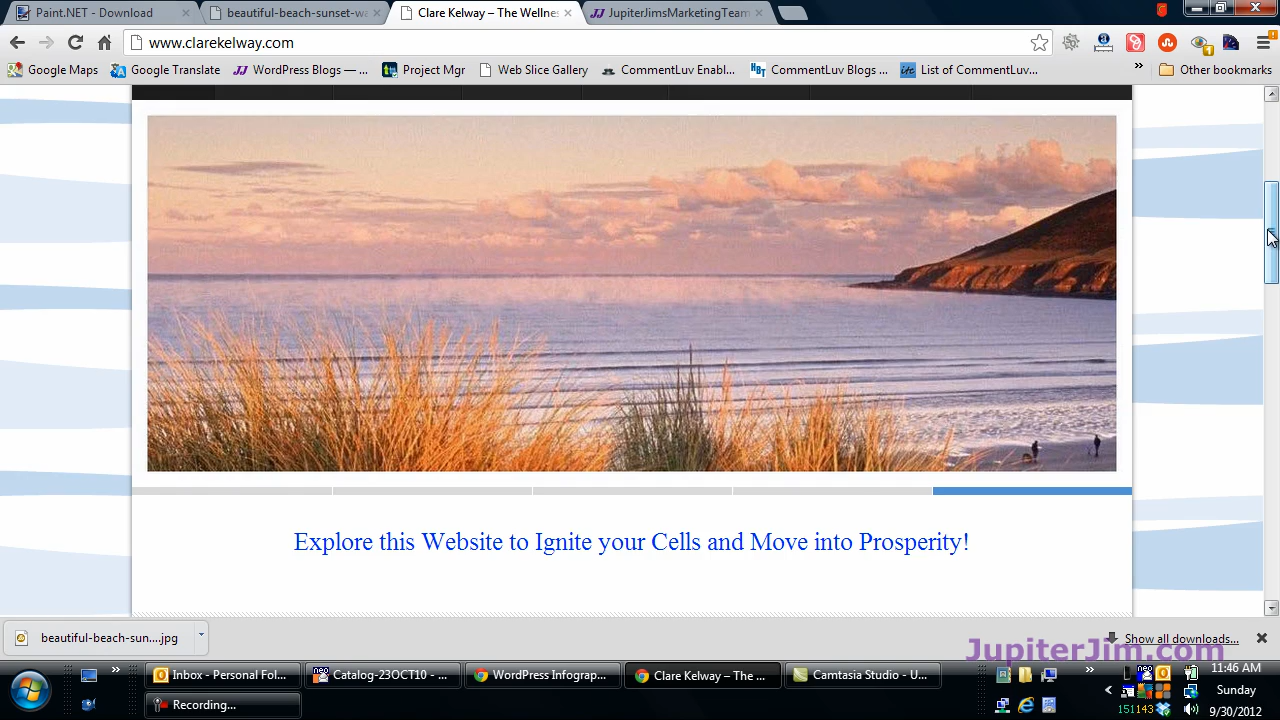 Paint.NET - Download
beautiful-beach-sunset-wa
Clare Kelway – The Wellnes
JupiterJimsMarketingTeam
www.clarekelway.com
Google Maps
Google Translate
WordPress Blogs — ...
Project Mgr
Web Slice Gallery
CommentLuv Enabl...
CommentLuv Blogs ...
List of CommentLuv...
»
Other bookmarks
Explore this Website to Ignite your Cells and Move into Prosperity!
beautiful-beach-sun....jpg
Show all downloads...
JupiterJim.com
Inbox - Personal Fol...
Catalog-23OCT10 - ...
WordPress Infograp...
Clare Kelway – The ...
Camtasia Studio - U...
Recording...
11:46 AM
Sunday
9/30/2012
151143